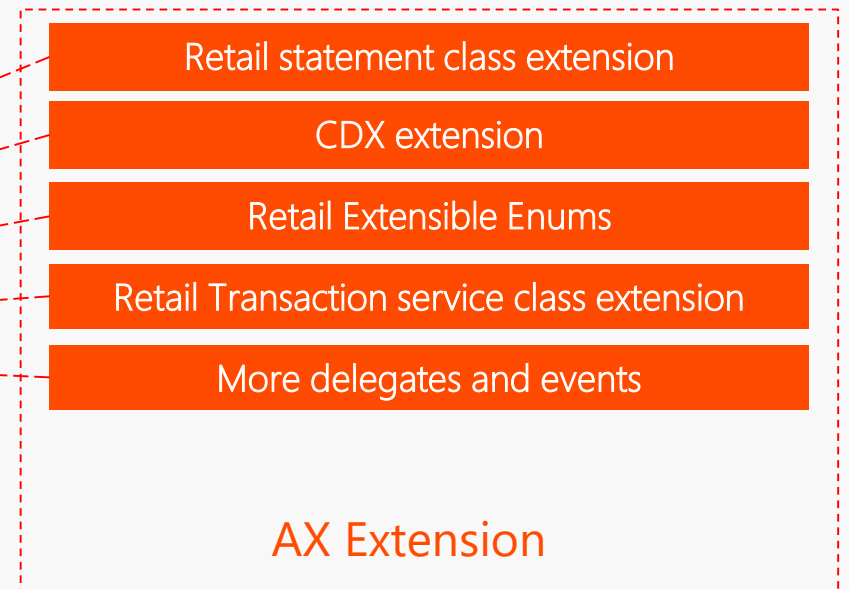 Retail statement class extension
CDX extension
Retail Extensible Enums
Retail Transaction service class extension
More delegates and events
AX Extension